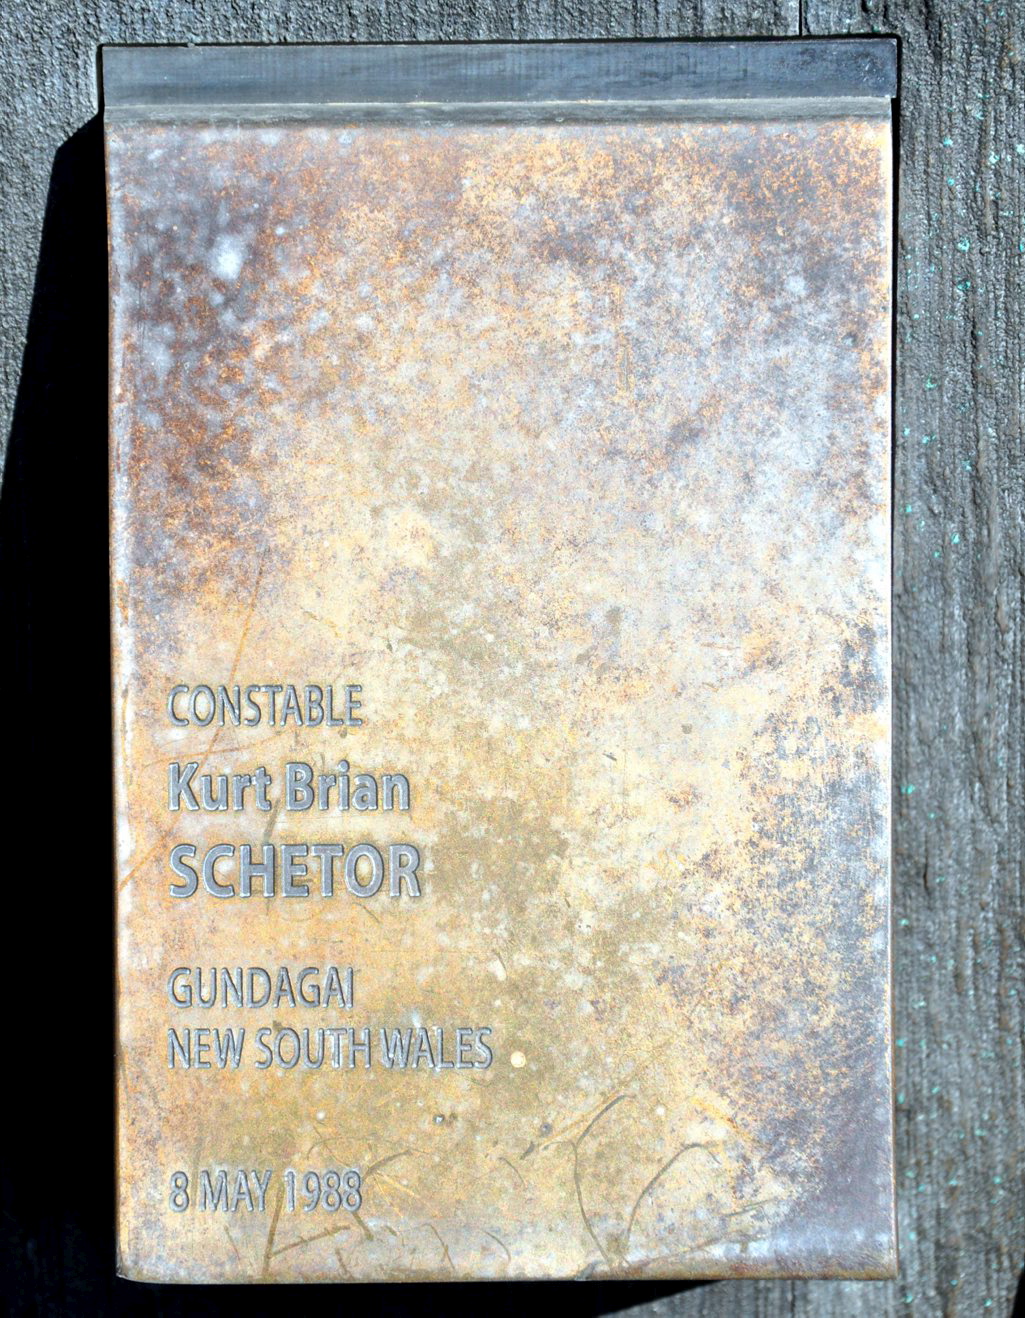 CONSTABLE
Kurt Brian
SCHETOR
GUNDAGAI
NEW SOUTH WALES
8 MAY 1988